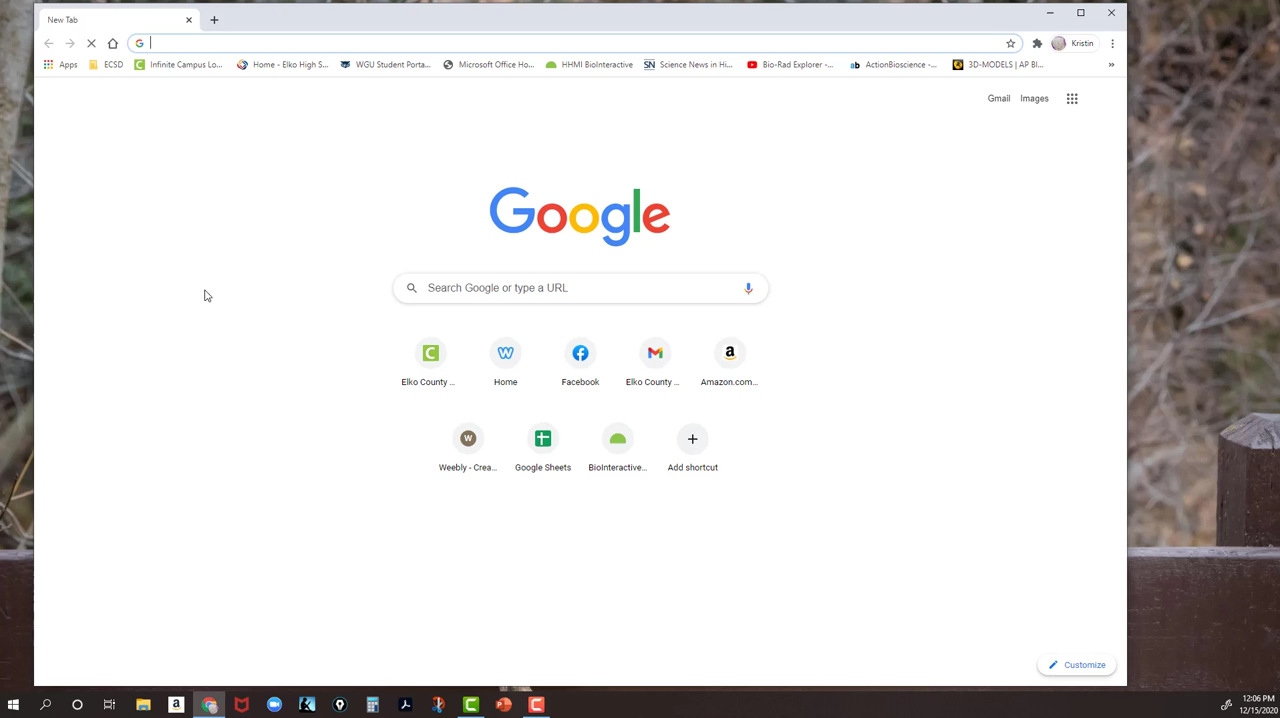 New Tab
Kristin
Apps ECSD Infinite Campus Lo... Home - Elko High S... WGU Student Porta... Microsoft Office Ho... HHMI BioInteractive SN Science News in Hi... Bio-Rad Explorer -... ab ActionBioscience -... 3D-MODELS | AP BI... »
Gmail Images
Google
Search Google or type a URL
Elko County ... Home Facebook Elko County ... Amazon.com...
W
Weebly - Crea... Google Sheets BioInteractive... Add shortcut
Customize
12:06 PM
12/15/2020